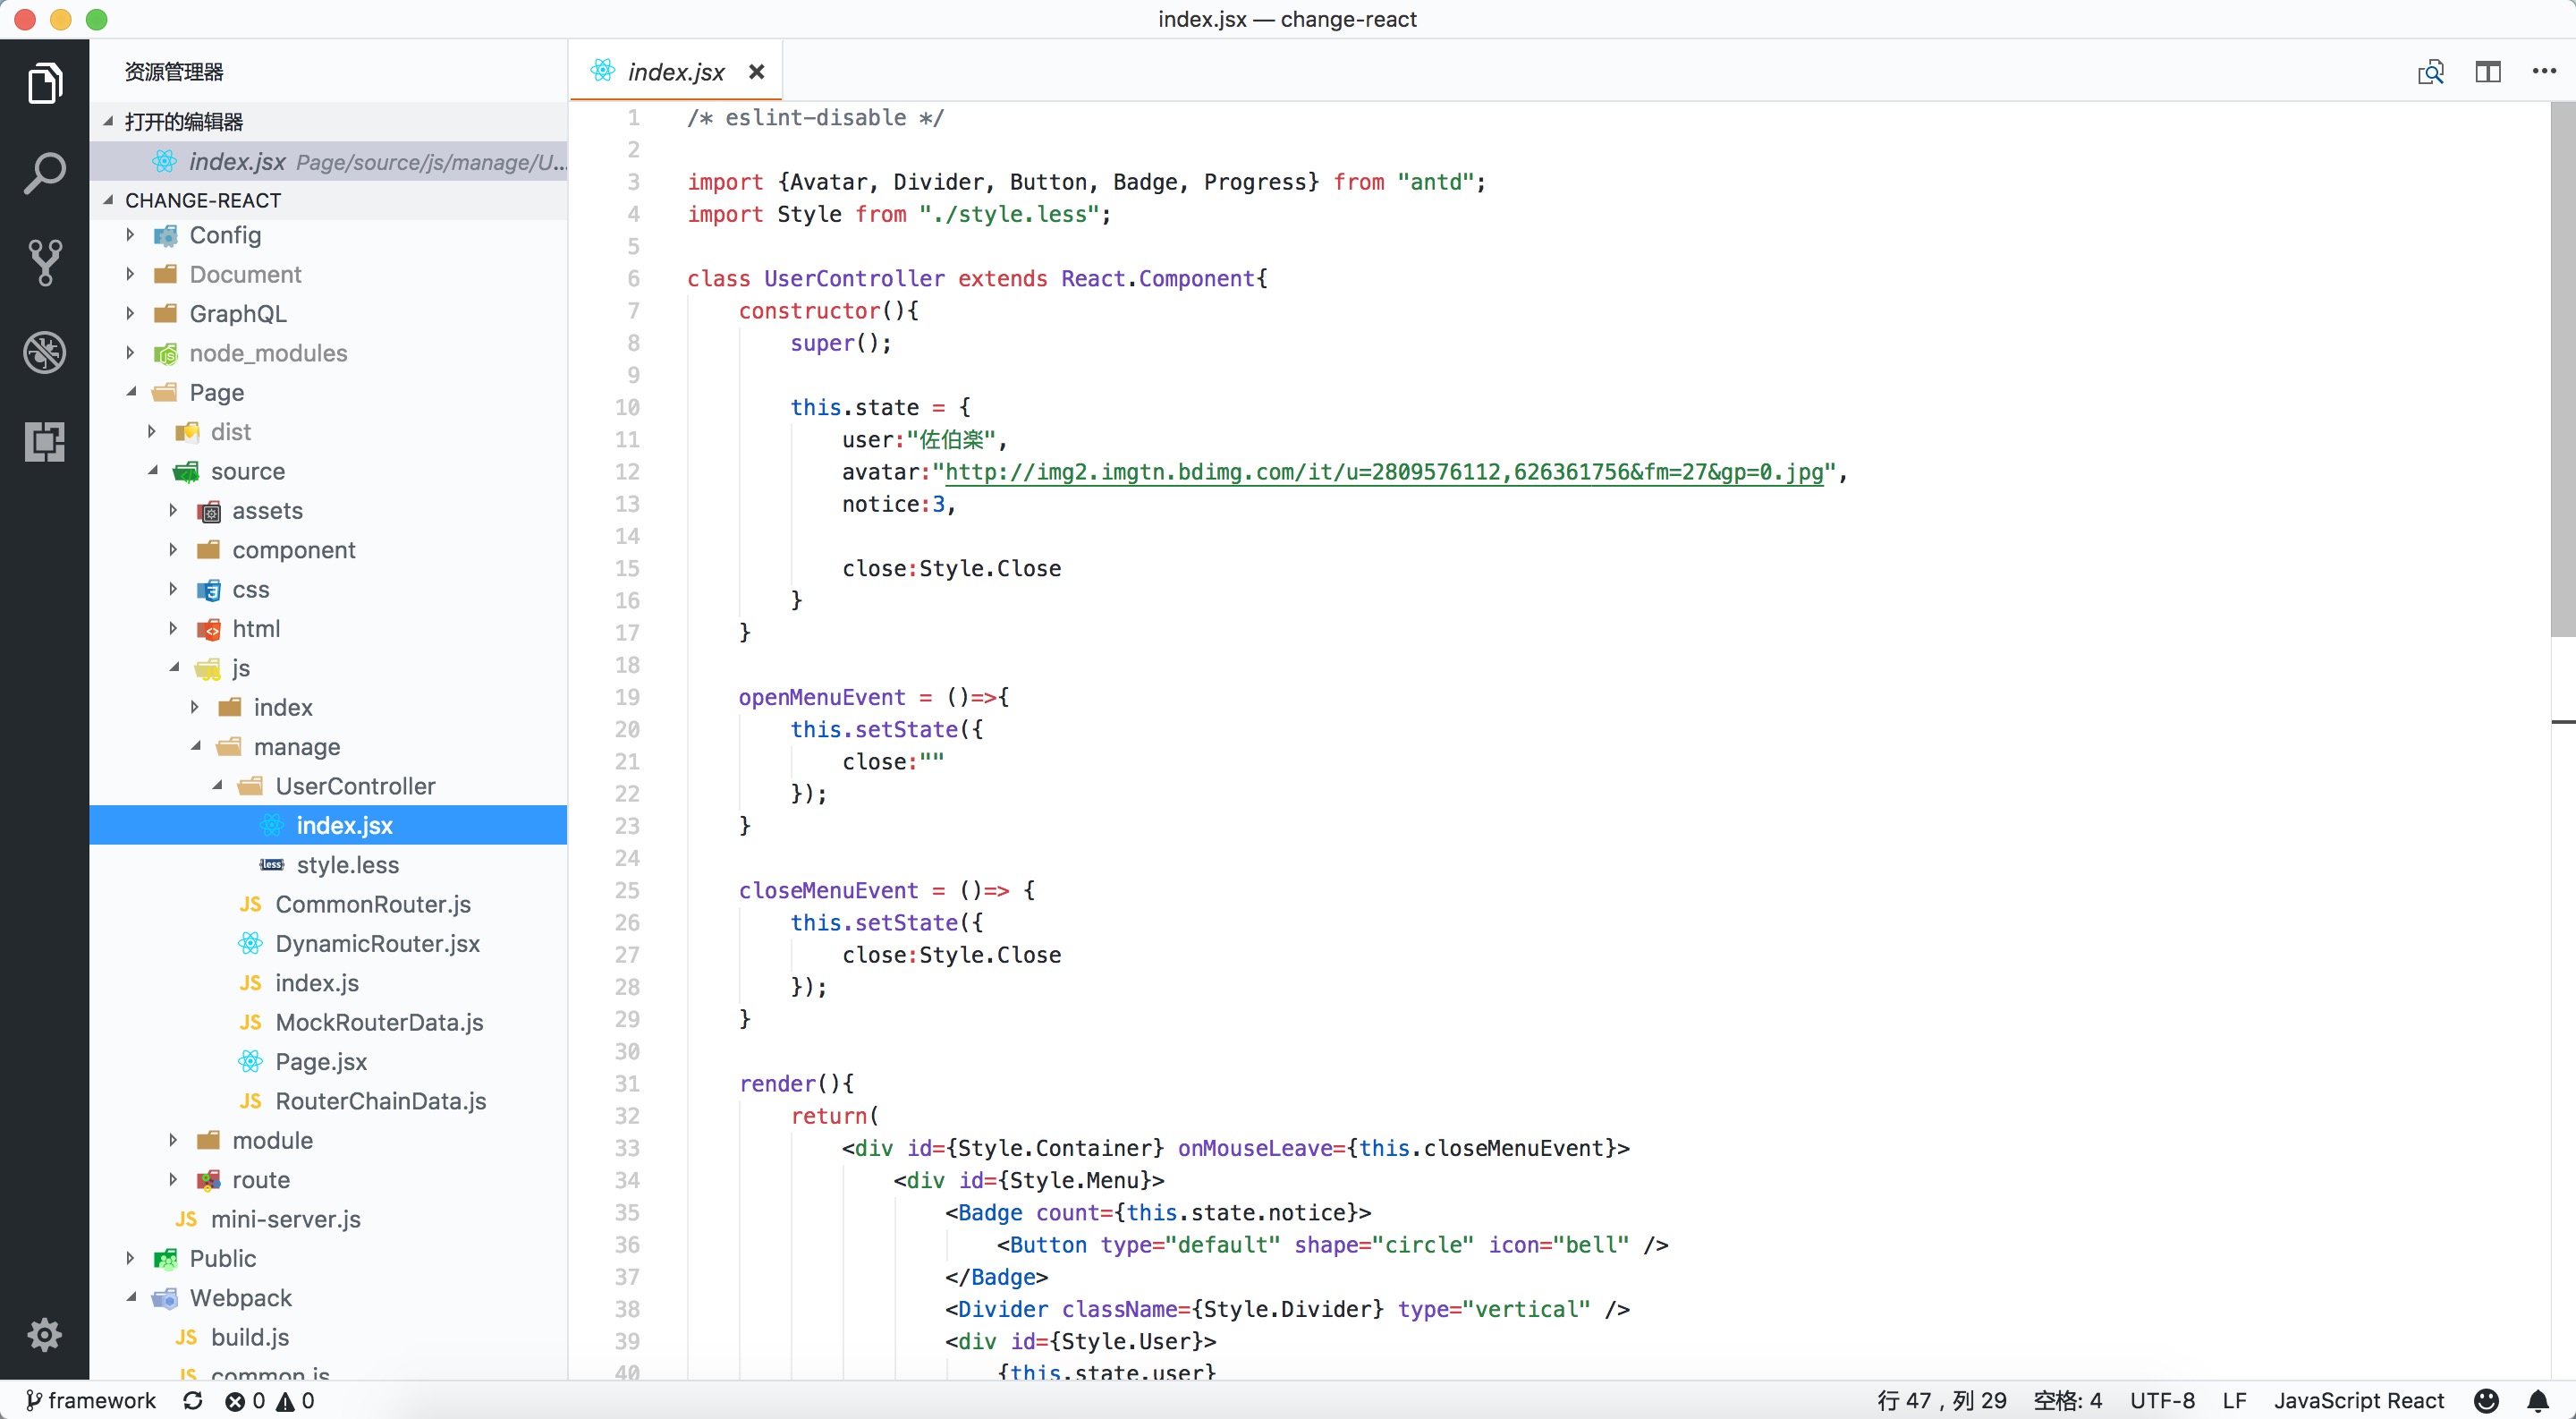 index.jsx — change-react
资源管理器
打开的编辑器
index.jsx Page/source/js/manage/U...
CHANGE-REACT
Config
Document
GraphQL
node_modules
Page
dist
source
assets
component
css
html
js
index
manage
UserController
index.jsx
style.less
JS CommonRouter.js
DynamicRouter.jsx
JS index.js
JS MockRouterData.js
Page.jsx
JS RouterChainData.js
module
route
JS mini-server.js
Public
Webpack
JS build.js
JS common.js
index.jsx
1 /* eslint-disable */
2
3 import {Avatar, Divider, Button, Badge, Progress} from "antd";
4 import Style from "./style.less";
5
6 class UserController extends React.Component{
7 constructor(){
8 super();
9
10 this.state = {
11 user:"佐伯楽",
12 avatar:"http://img2.imgtn.bdimg.com/it/u=2809576112,626361756&fm=27&gp=0.jpg",
13 notice:3,
14
15 close:Style.Close
16 }
17 }
18
19 openMenuEvent = ()=>{
20 this.setState({
21 close:""
22 });
23 }
24
25 closeMenuEvent = ()=> {
26 this.setState({
27 close:Style.Close
28 });
29 }
30
31 render(){
32 return(
33 <div id={Style.Container} onMouseLeave={this.closeMenuEvent}>
34 <div id={Style.Menu}>
35 <Badge count={this.state.notice}>
36 <Button type="default" shape="circle" icon="bell" />
37 </Badge>
38 <Divider className={Style.Divider} type="vertical" />
39 <div id={Style.User}>
40 {this.state.user}
framework 0 0 行 47，列 29 空格: 4 UTF-8 LF JavaScript React